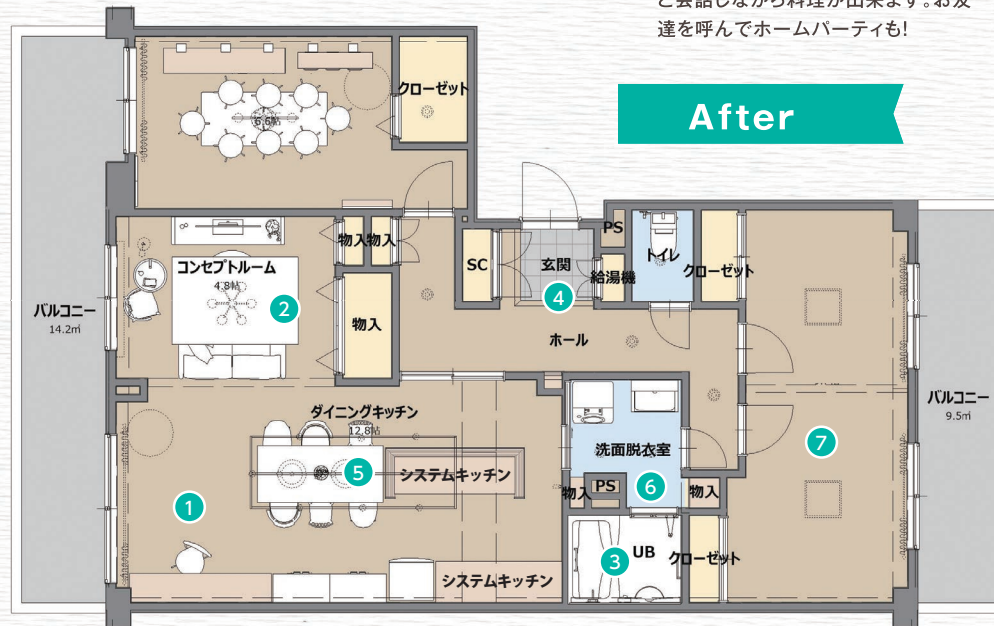 と会話しながら料理が出来ます。お友
達を呼んでホームパーティも!
After
クローゼット
6.6帖
物入
物入
SC
玄関
PS
給湯機
トイレ
クローゼット
コンセプトルーム
4.8帖
2
4
バルコニー
14.2㎡
物入
ホール
バルコニー
9.5㎡
ダイニングキッチン
12.8帖
洗面脱衣室
7
5
システムキッチン
6
物入
PS
物入
1
3
UB
クローゼット
システムキッチン